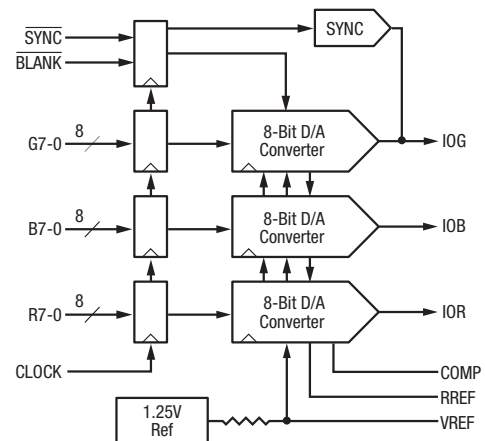 SYNC
BLANK
SYNC
G7-0
8
8-Bit D/A
Converter
IOG
B7-0
8
8-Bit D/A
Converter
IOB
R7-0
8
8-Bit D/A
Converter
IOR
CLOCK
COMP
RREF
VREF
1.25V
Ref